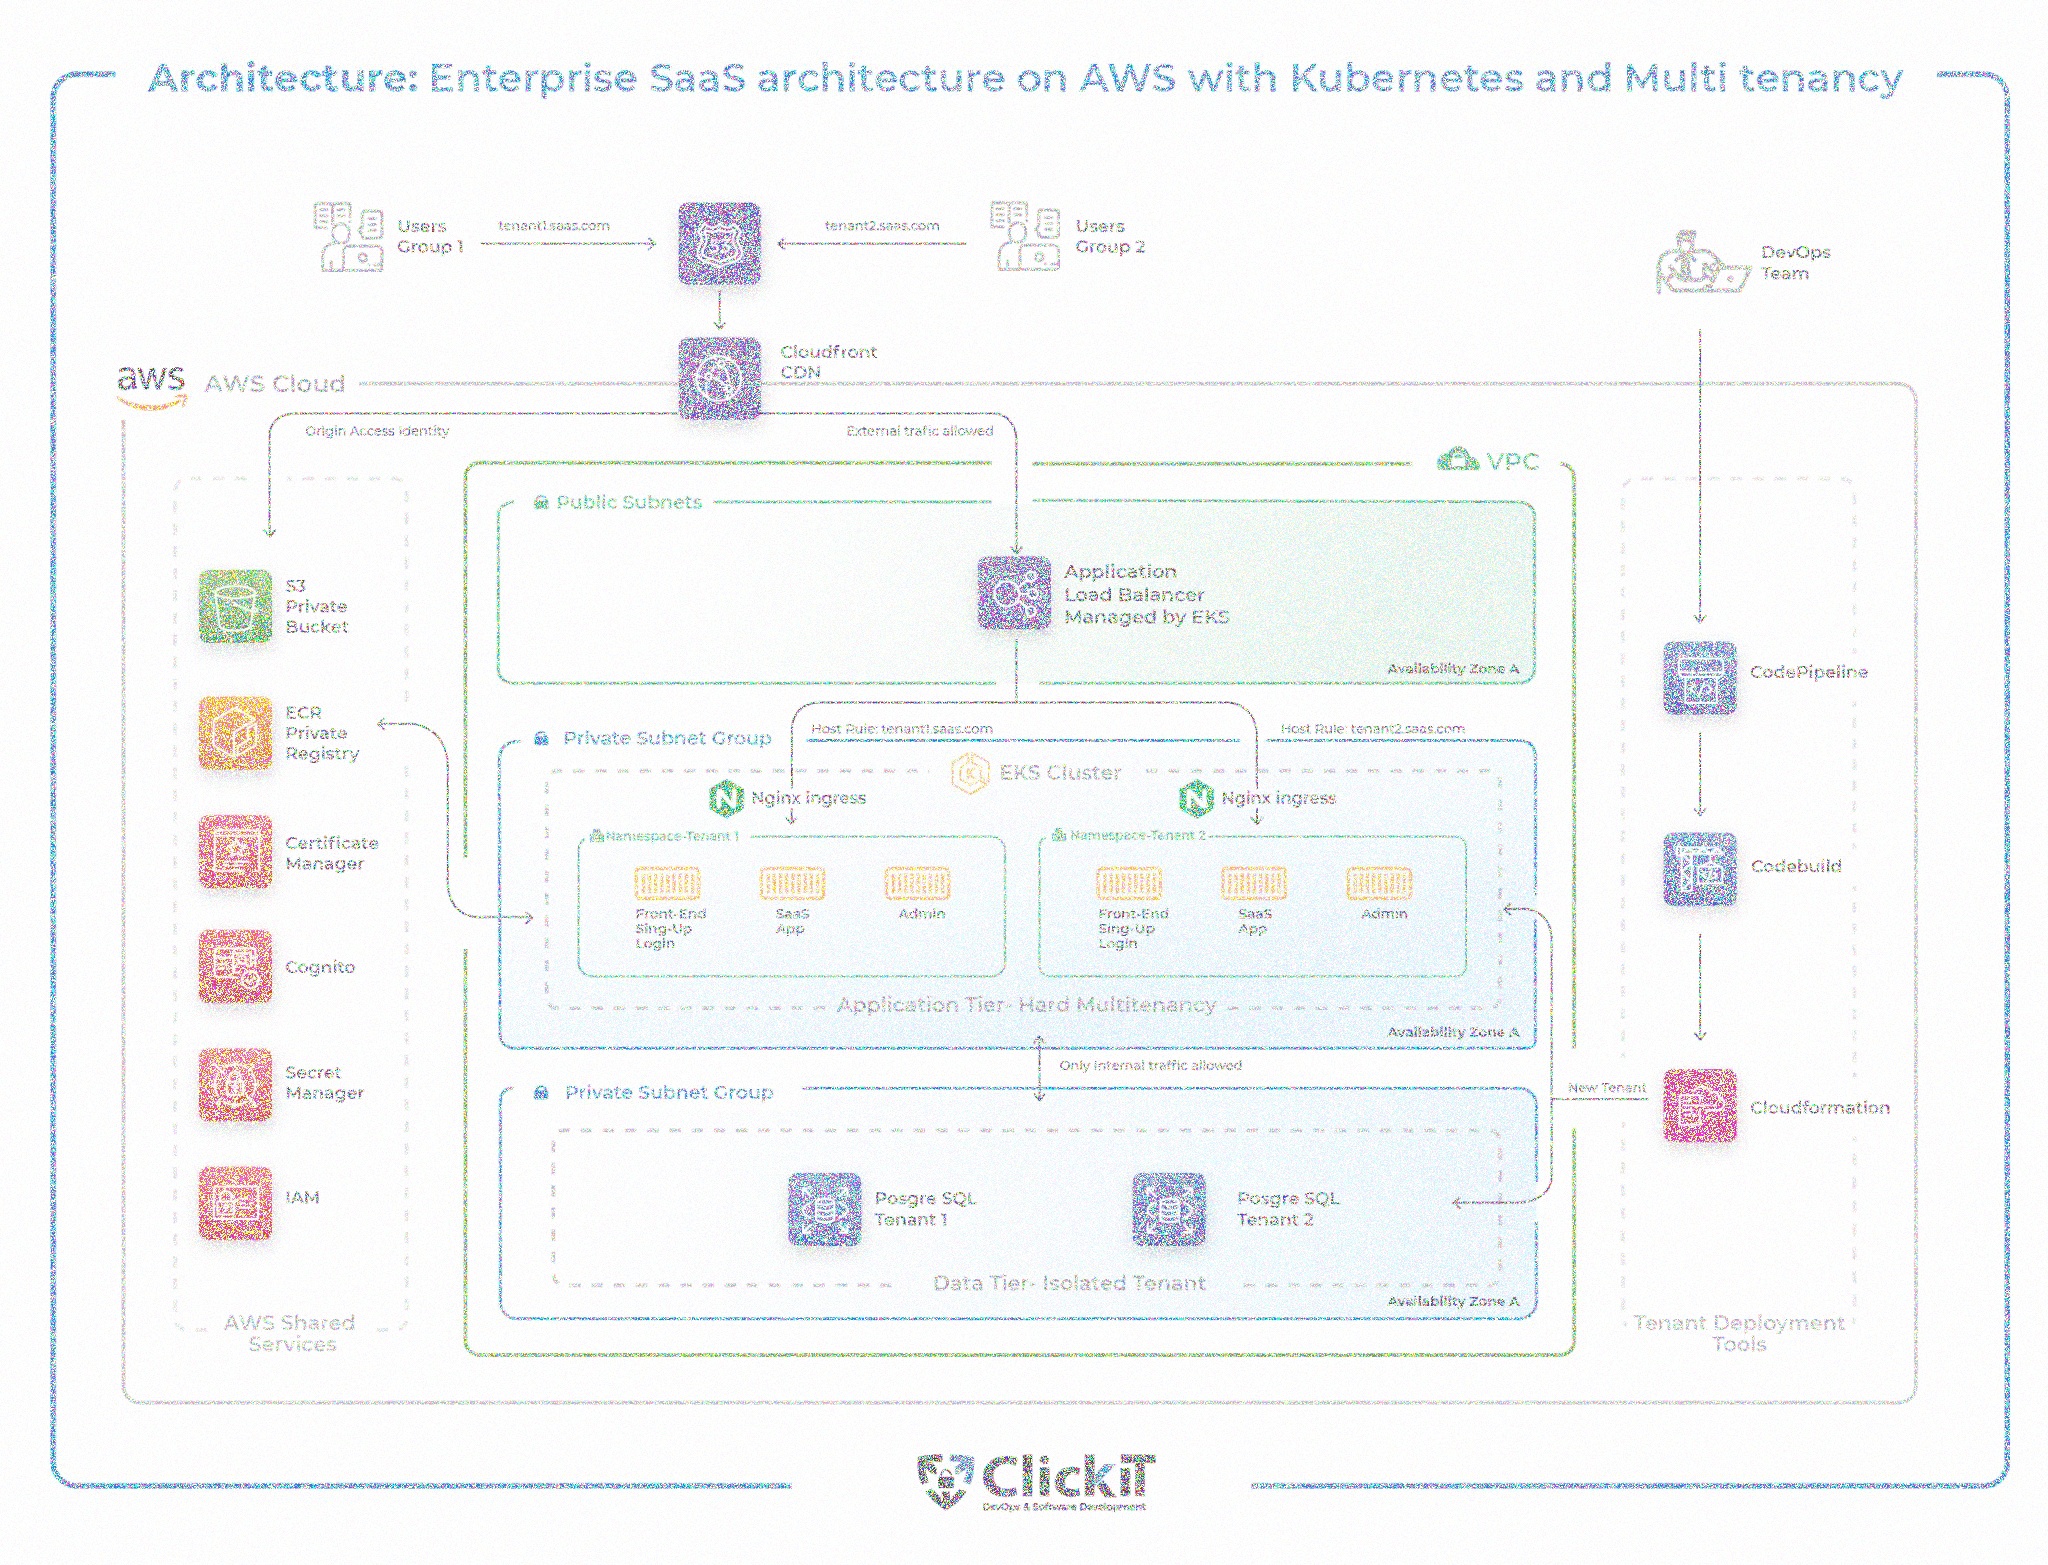 Architecture: Enterprise SaaS architecture on AWS with Kubernetes and Multi tenancy
Users
Group 1
tenant1.saas.com
53
tenant2.saas.com
Users
Group 2
DevOps
Team
Cloudfront
CDN
aws
AWS Cloud
Origin Access identity
External trafic allowed
VPC
Public Subnets
Application
Load Balancer
Managed by EKS
Availability Zone A
S3
Private
Bucket
ECR
Private
Registry
Certificate
Manager
Cognito
Secret
Manager
IAM
AWS Shared
Services
Private Subnet Group
Host Rule: tenant1.saas.com
Host Rule: tenant2.saas.com
EKS Cluster
Nginx ingress
Nginx ingress
Namespace-Tenant 1
Front-End
Sing-Up
Login
SaaS
App
Admin
Namespace-Tenant 2
Front-End
Sing-Up
Login
SaaS
App
Admin
Application Tier- Hard Multitenancy
Availability Zone A
Only internal traffic allowed
Private Subnet Group
Posgre SQL
Tenant 1
Posgre SQL
Tenant 2
Data Tier- Isolated Tenant
Availability Zone A
CodePipeline
Codebuild
New Tenant
Cloudformation
Tenant Deployment
Tools
ClickIT
DevOps & Software Development